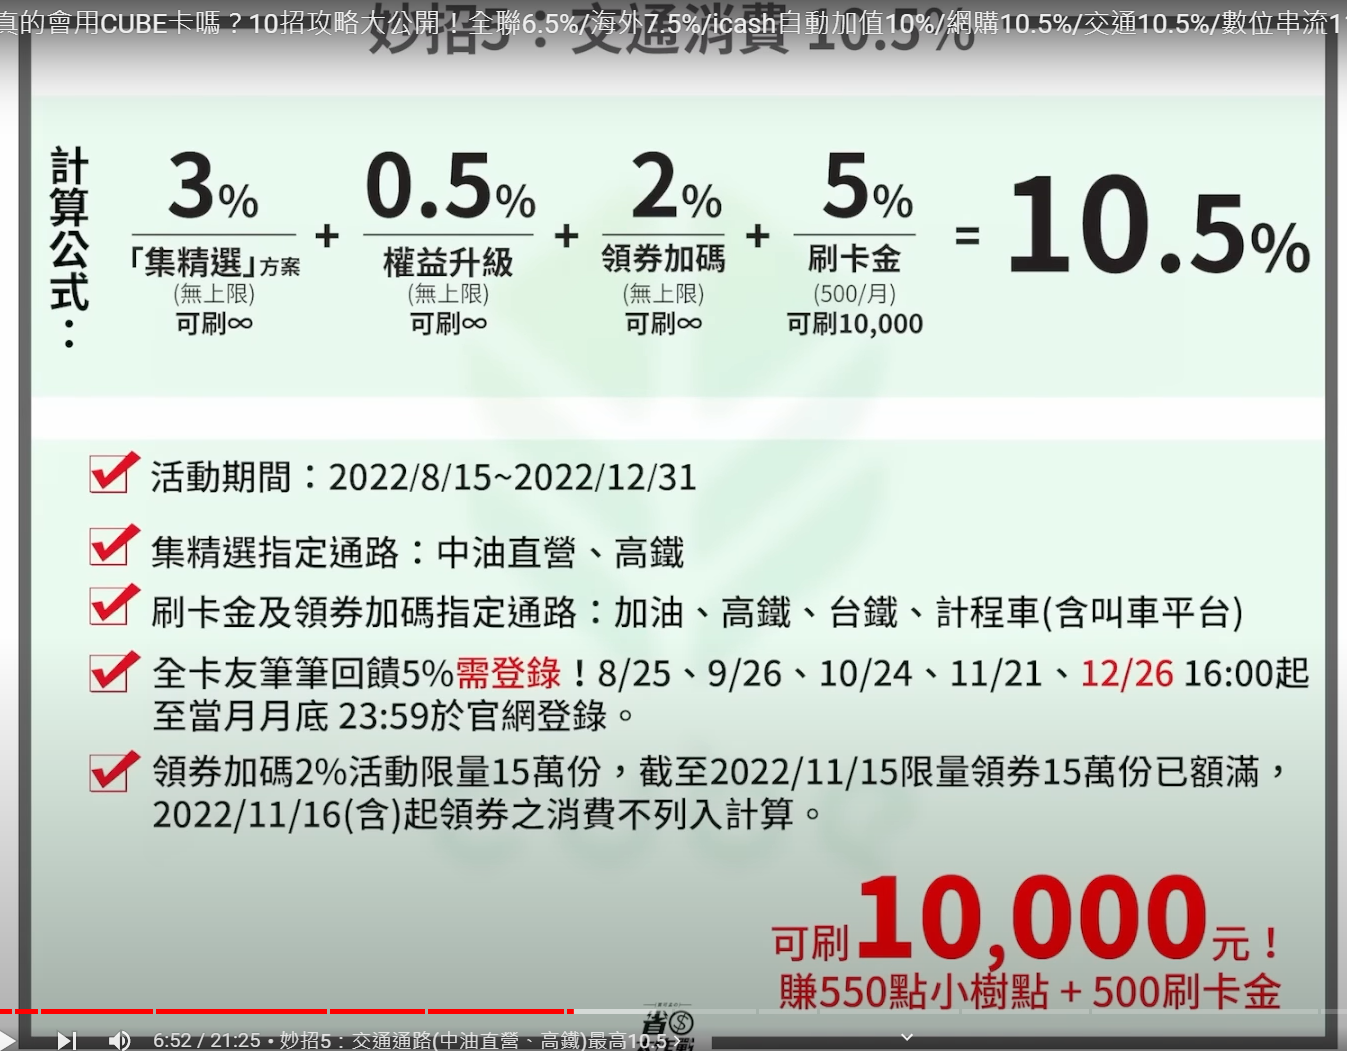 真的會用CUBE卡嗎？10招攻略大公開！全聯6.5%/海外7.5%/icash自動加值10%/網購10.5%/交通10.5%/數位串流1
妙招5：交通消費 10.5%
計算公式：
3% + 0.5% + 2% + 5% = 10.5%
「集精選」方案 權益升級 領券加碼 刷卡金
(無上限) (無上限) (無上限) (500/月)
可刷∞ 可刷∞ 可刷∞ 可刷10,000
活動期間：2022/8/15~2022/12/31
集精選指定通路：中油直營、高鐵
刷卡金及領券加碼指定通路：加油、高鐵、台鐵、計程車(含叫車平台)
全卡友筆筆回饋5%需登錄！8/25、9/26、10/24、11/21、12/26 16:00起
至當月月底 23:59於官網登錄。
領券加碼2%活動限量15萬份，截至2022/11/15限量領券15萬份已額滿，
2022/11/16(含)起領券之消費不列入計算。
可刷10,000元！
賺550點小樹點 + 500刷卡金
省
6:52 / 21:25 • 妙招5：交通通路(中油直營、高鐵)最高10.5